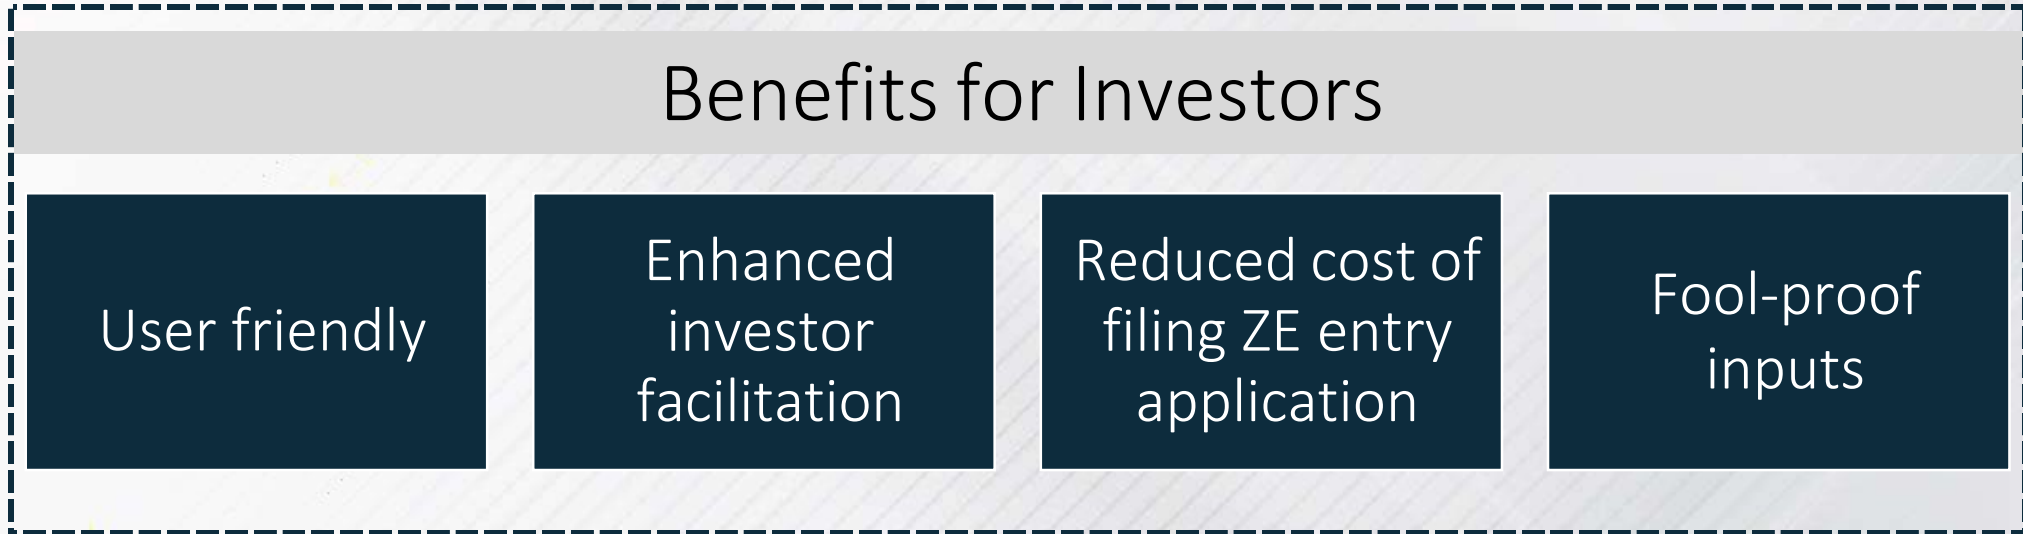 Benefits for Investors
User friendly
Enhanced
investor
facilitation
Reduced cost of
filing ZE entry
application
Fool-proof
inputs